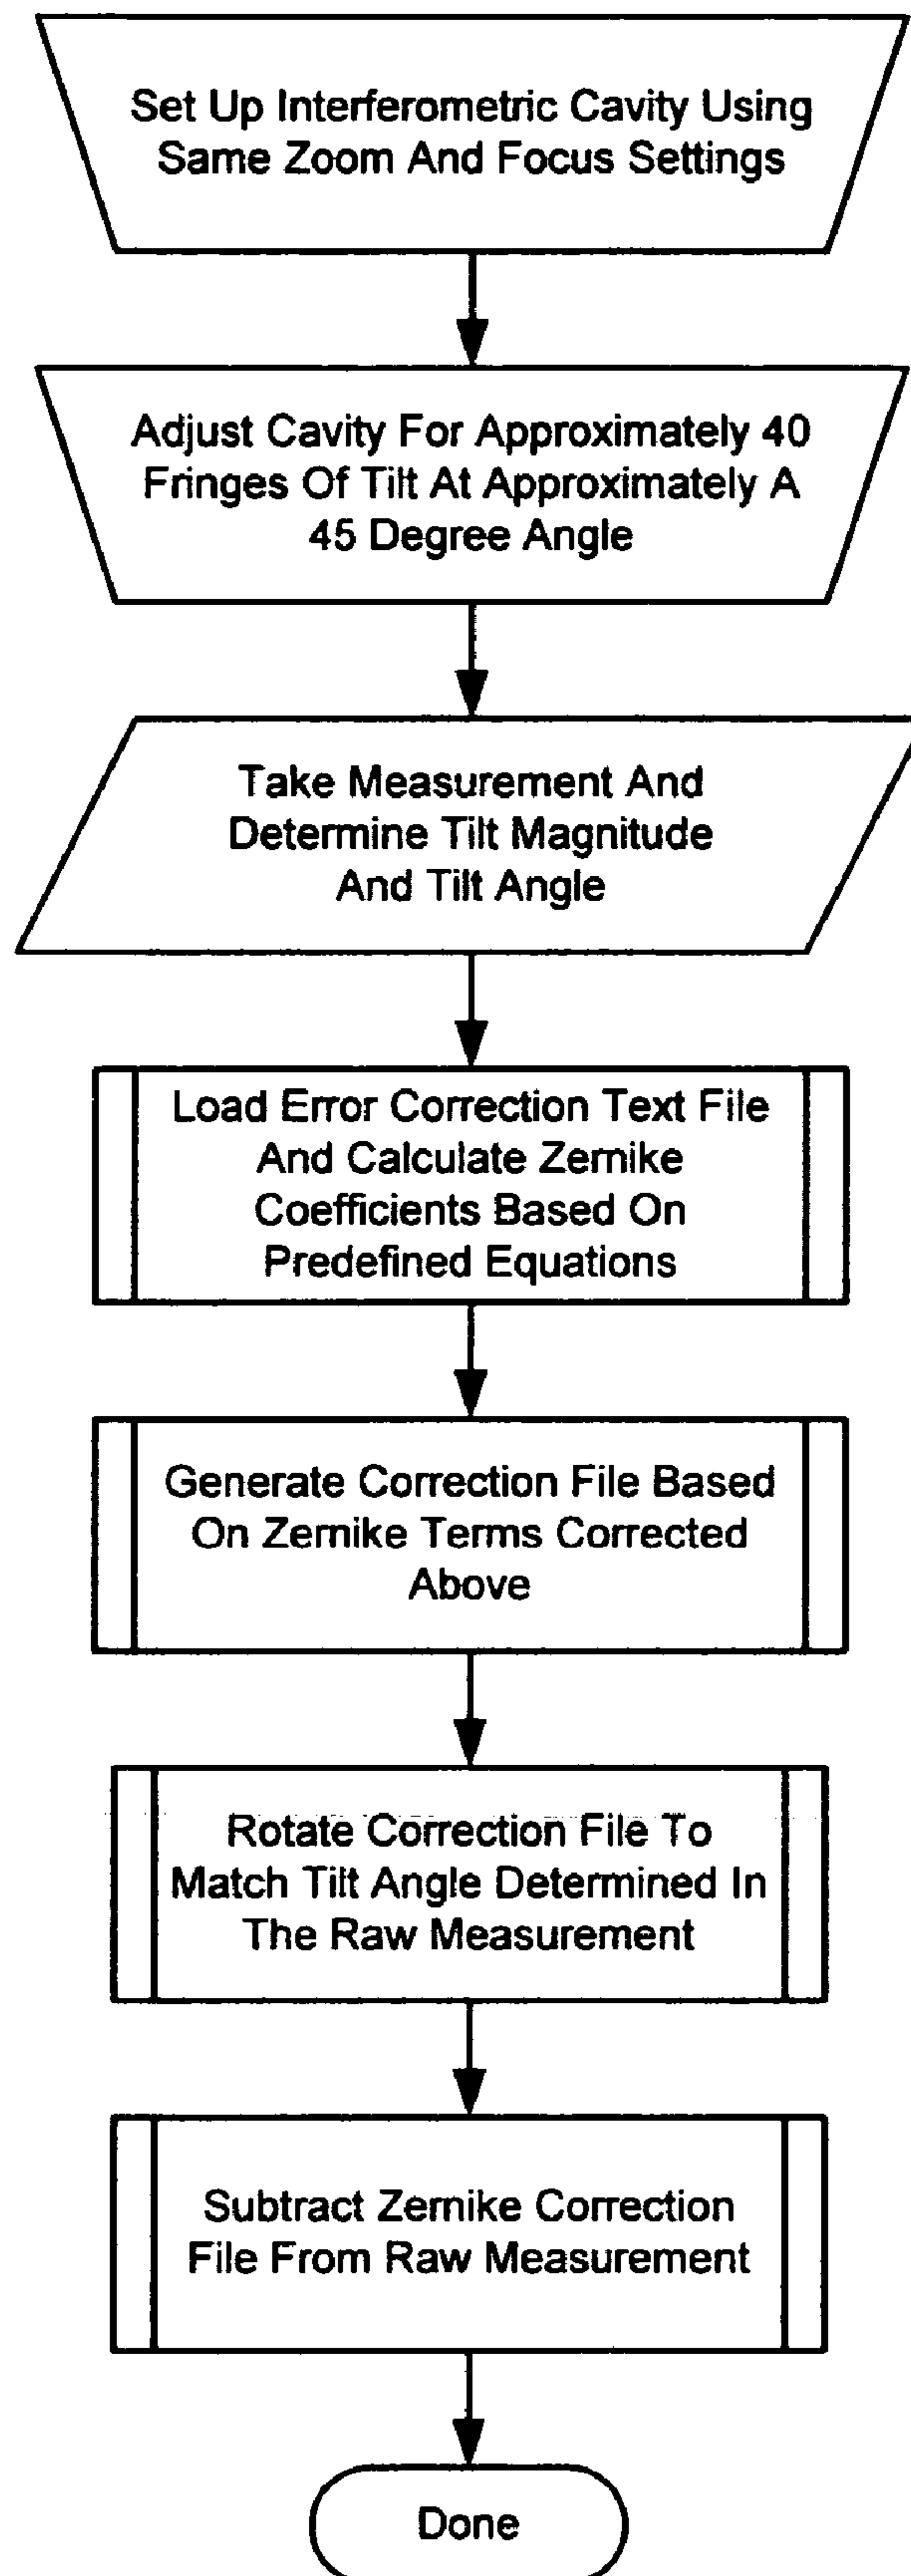 Set Up Interferometric Cavity Using
Same Zoom And Focus Settings
Adjust Cavity For Approximately 40
Fringes Of Tilt At Approximately A
45 Degree Angle
Take Measurement And
Determine Tilt Magnitude
And Tilt Angle
Load Error Correction Text File
And Calculate Zernike
Coefficients Based On
Predefined Equations
Generate Correction File Based
On Zernike Terms Corrected
Above
Rotate Correction File To
Match Tilt Angle Determined In
The Raw Measurement
Subtract Zernike Correction
File From Raw Measurement
Done